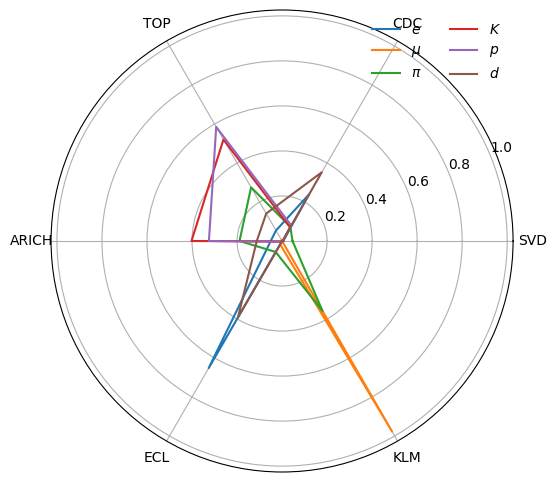 TOP
CDC
e K
μ p
π d
1.0
0.8
0.6
0.4
0.2
ARICH
SVD
ECL
KLM